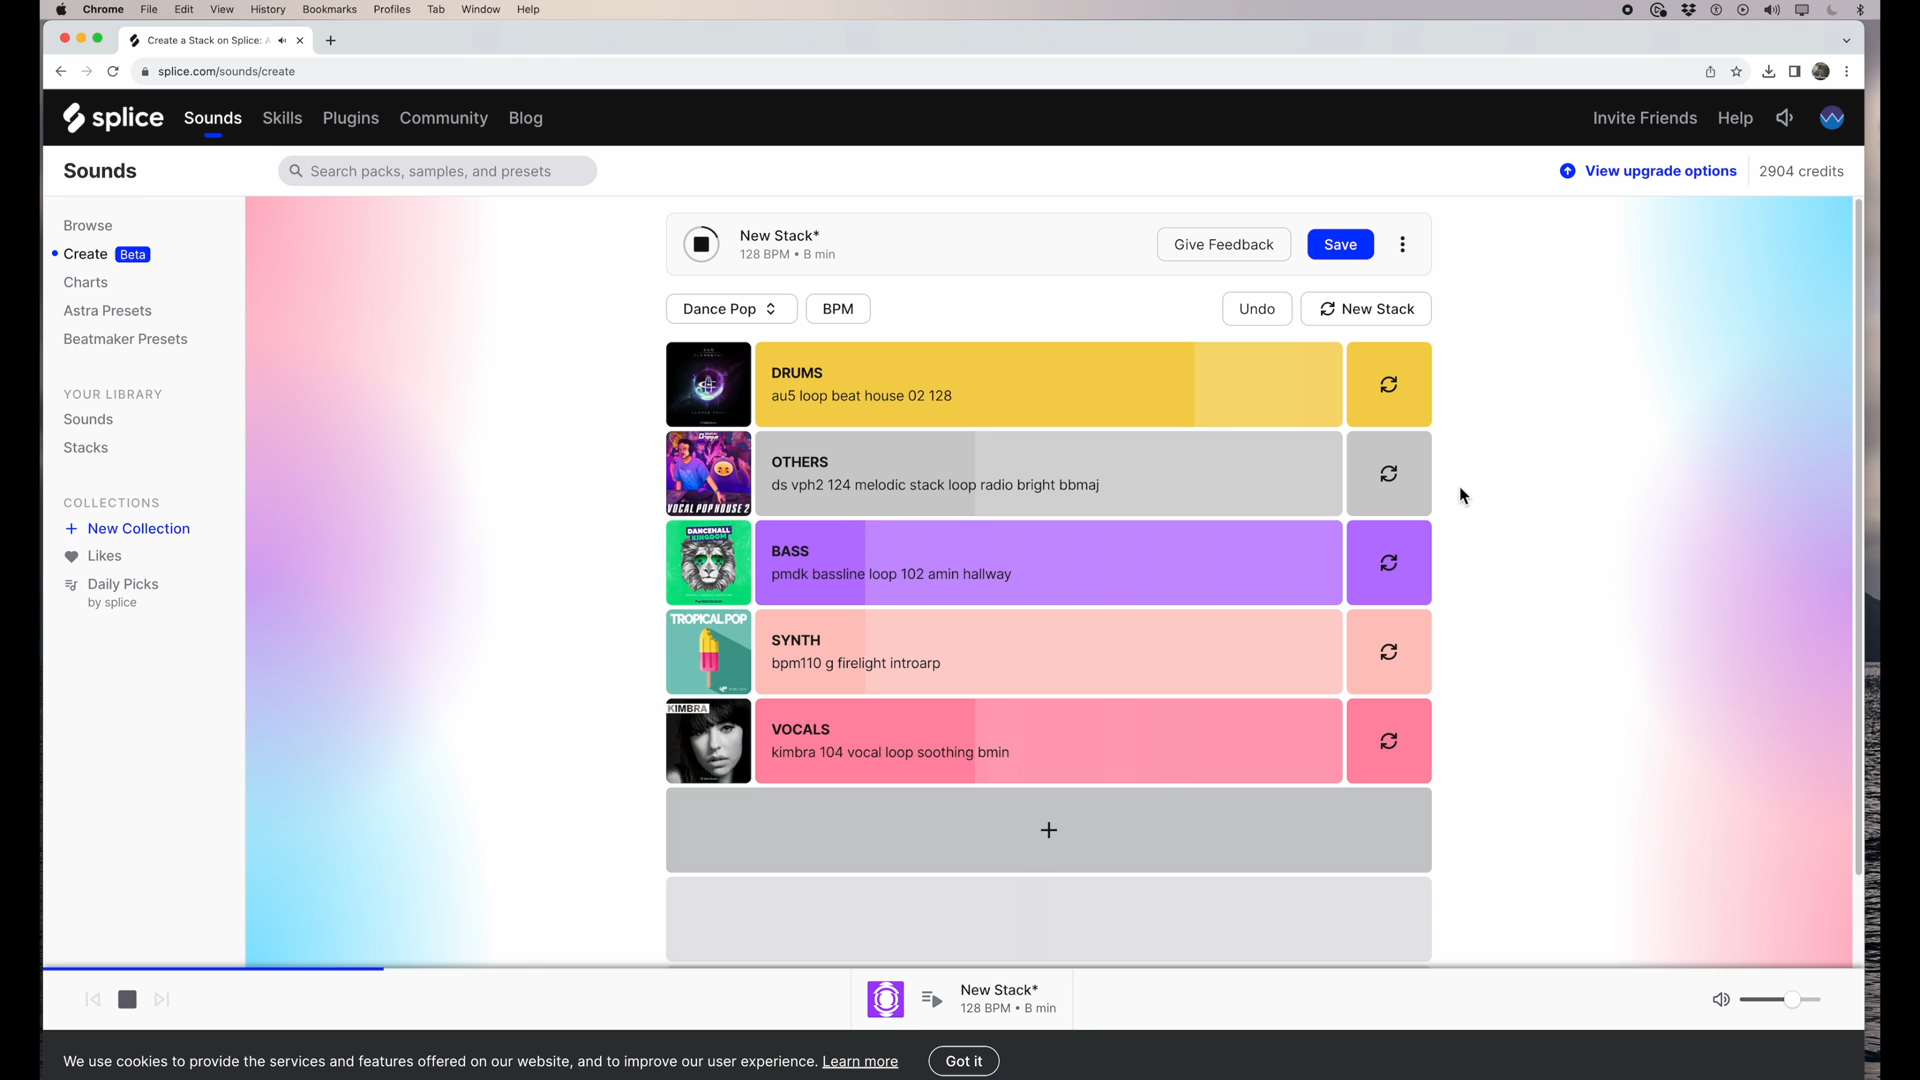 Chrome File Edit View History Bookmarks Profiles Tab Window Help
Create a Stack on Splice: A
splice.com/sounds/create
splice Sounds Skills Plugins Community Blog Invite Friends Help
Sounds Search packs, samples, and presets View upgrade options 2904 credits
Browse
Create Beta
Charts
Astra Presets
Beatmaker Presets
YOUR LIBRARY
Sounds
Stacks
COLLECTIONS
+ New Collection
Likes
Daily Picks
by splice
New Stack*
128 BPM • B min
Give Feedback Save
Dance Pop BPM Undo New Stack
DRUMS
au5 loop beat house 02 128
OTHERS
ds vph2 124 melodic stack loop radio bright bbmaj
VOCAL POP HOUSE 2
BASS
pmdk bassline loop 102 amin hallway
DANCEHALL
KINGDOM
SYNTH
bpm110 g firelight introarp
TROPICAL POP
VOCALS
kimbra 104 vocal loop soothing bmin
KIMBRA
+
New Stack*
128 BPM • B min
We use cookies to provide the services and features offered on our website, and to improve our user experience. Learn more Got it